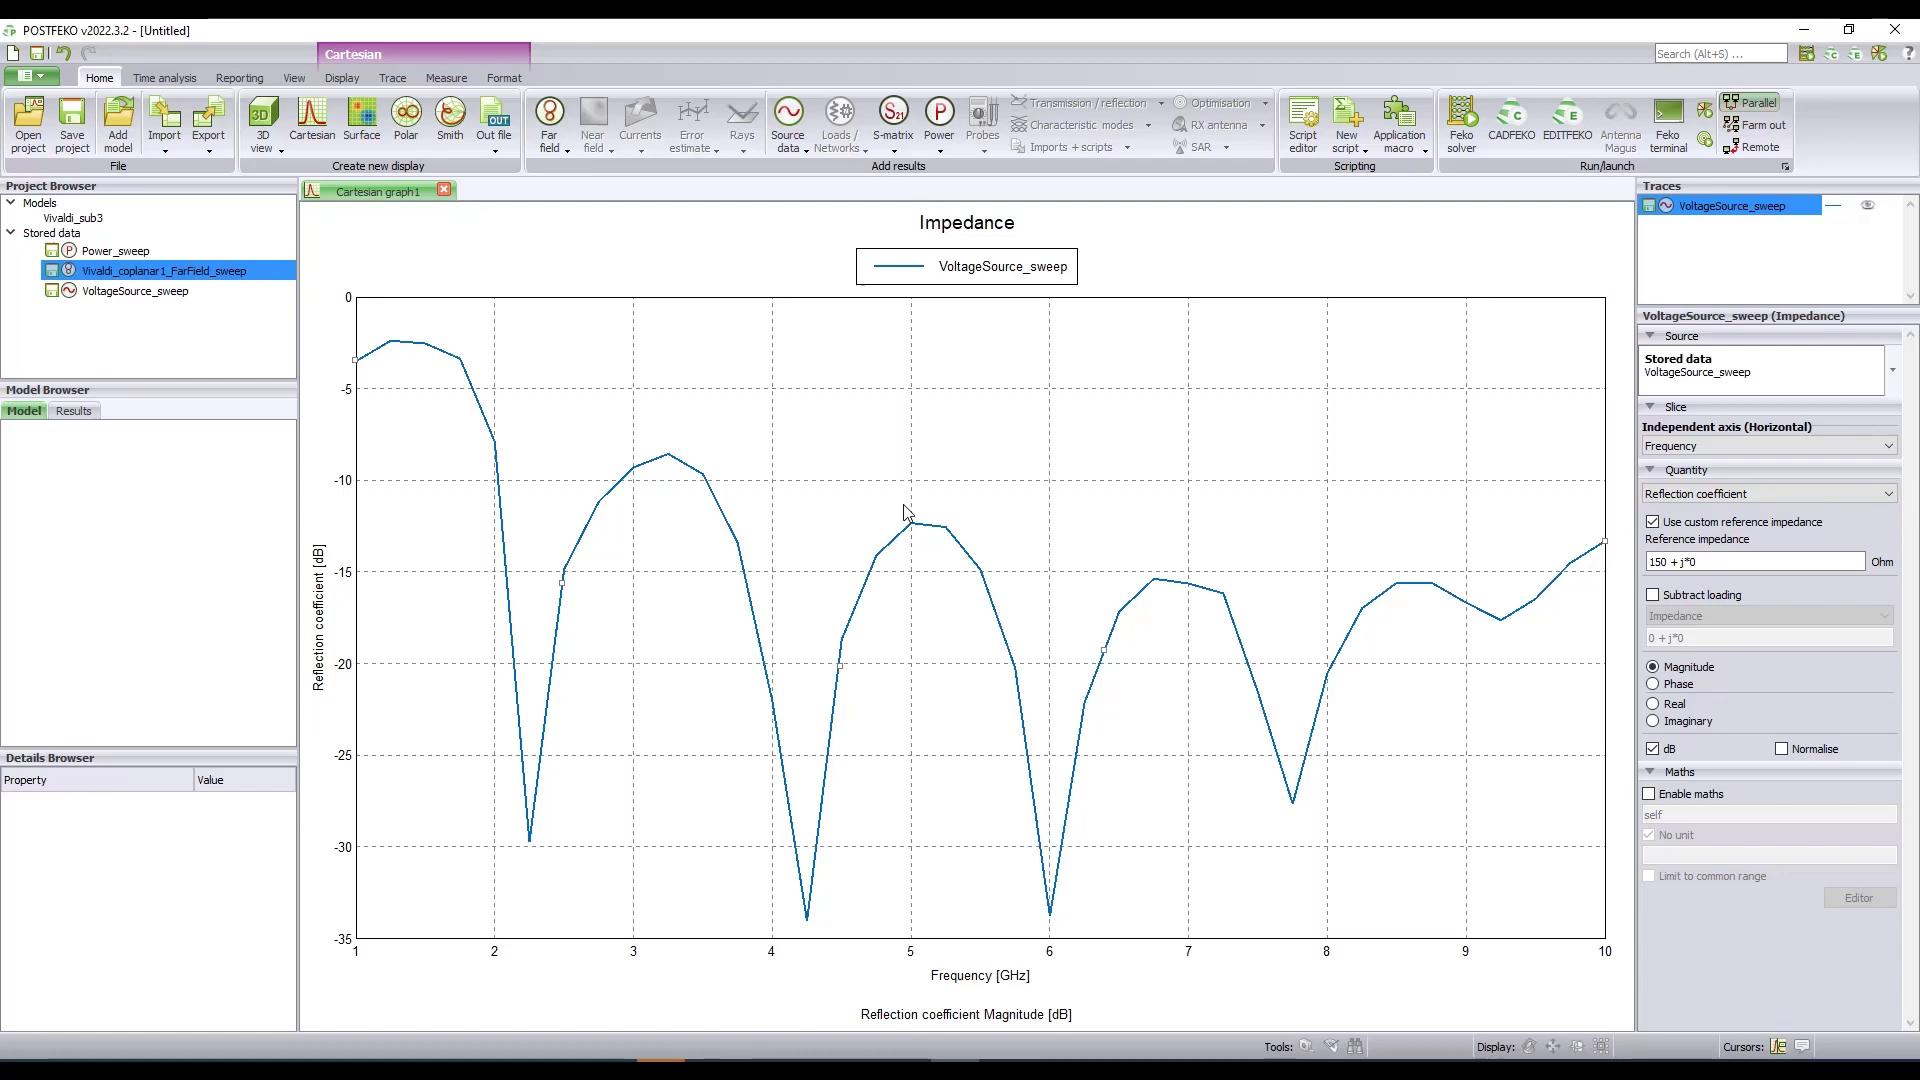 POSTFEKO v2022.3.2 - [Untitled]
Cartesian
Search (Alt+S) ...
Home Time analysis Reporting View Display Trace Measure Format
Open project
Save project
Add model
Import
Export
3D view
Cartesian
Surface
Polar
Smith
Out file
Far field
Near field
Currents
Error estimate
Rays
Source data
Loads / Networks
S-matrix
Power
Probes
Transmission / reflection
Characteristic modes
Imports + scripts
Optimisation
RX antenna
SAR
Script editor
New script
Application macro
Feko solver
CADFEKO
EDITFEKO
Antenna Magus
Feko terminal
Parallel
Farm out
Remote
File
Create new display
Add results
Scripting
Run/launch
Project Browser
Models
Vivaldi_sub3
Stored data
Power_sweep
Vivaldi_coplanar1_FarField_sweep
VoltageSource_sweep
Model Browser
Model Results
Details Browser
Property Value
Cartesian graph1
Impedance
VoltageSource_sweep
0
-5
-10
-15
-20
-25
-30
-35
Reflection coefficient [dB]
1 2 3 4 5 6 7 8 9 10
Frequency [GHz]
Reflection coefficient Magnitude [dB]
Traces
VoltageSource_sweep
VoltageSource_sweep (Impedance)
Source
Stored data
VoltageSource_sweep
Slice
Independent axis (Horizontal)
Frequency
Quantity
Reflection coefficient
Use custom reference impedance
Reference impedance
150 + j*0 Ohm
Subtract loading
Impedance
0 + j*0
Magnitude
Phase
Real
Imaginary
dB Normalise
Maths
Enable maths
self
No unit
Limit to common range
Editor
Tools: Display: Cursors: